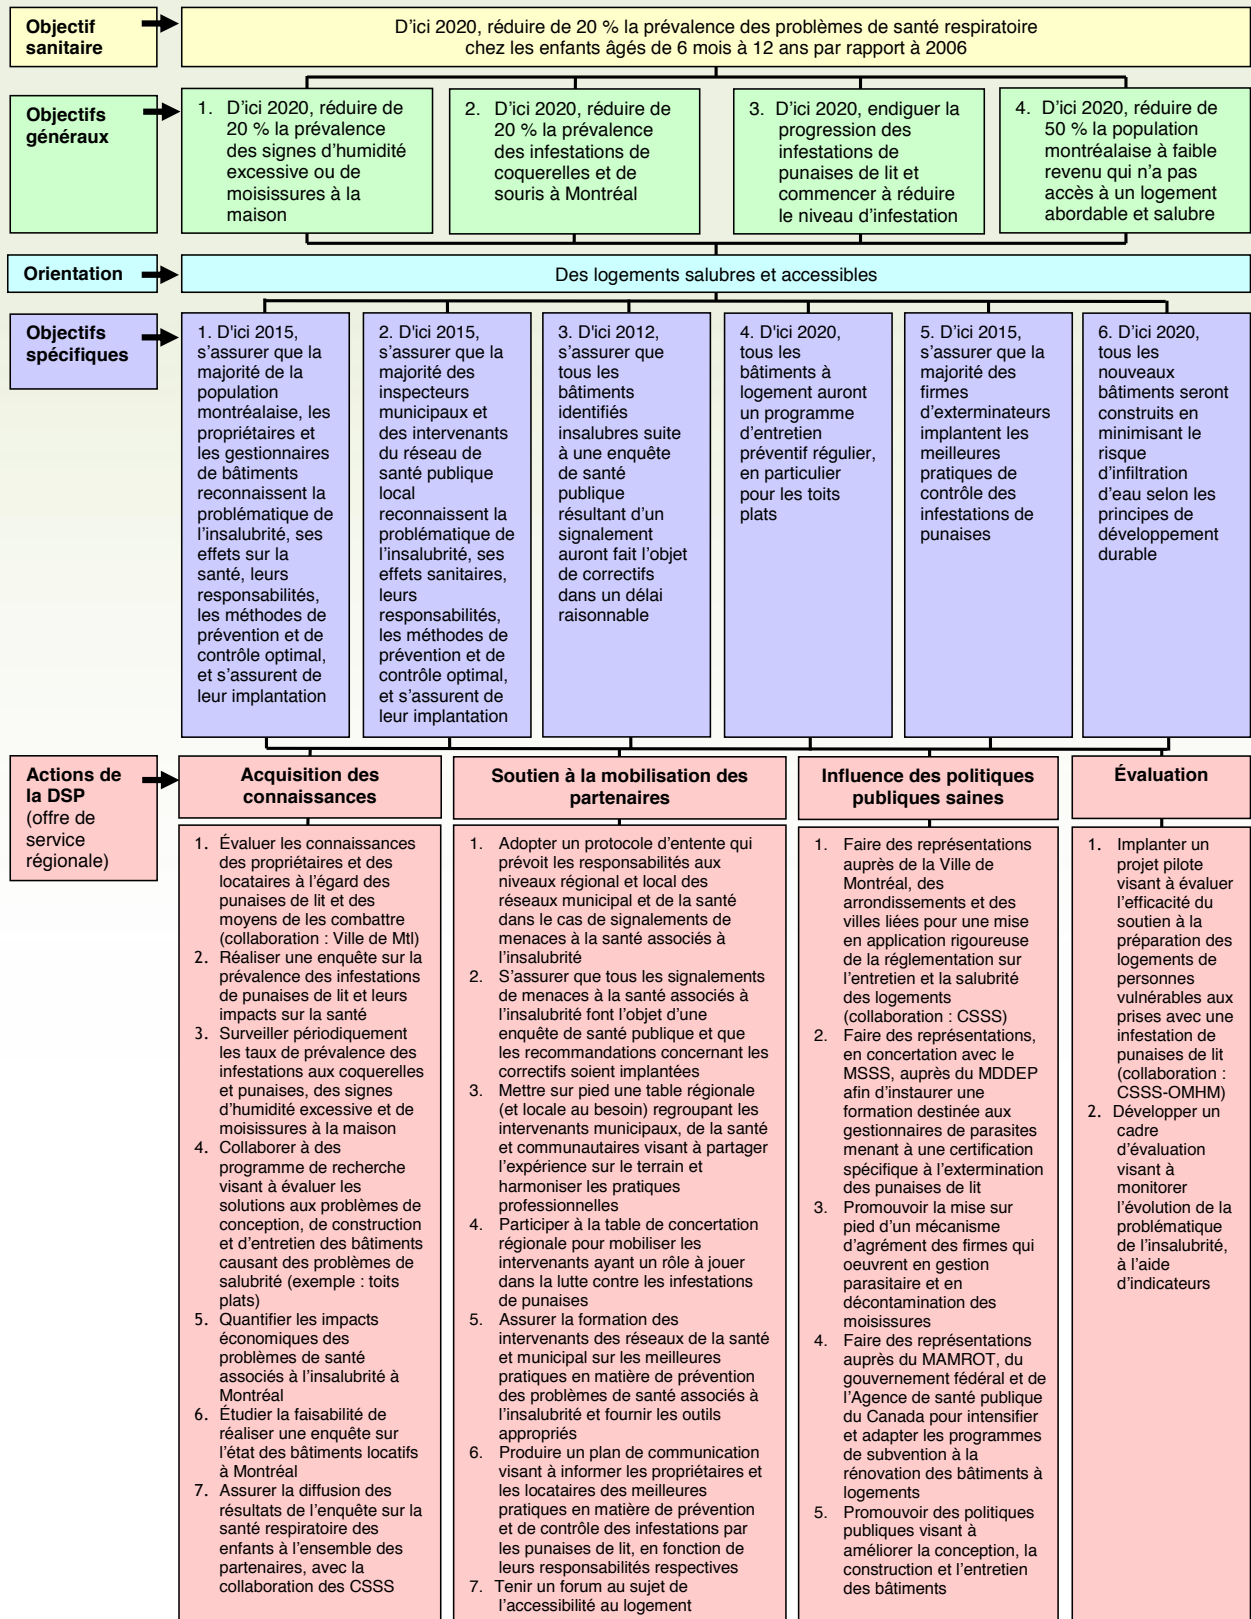 Objectif
sanitaire
D'ici 2020, réduire de 20 % la prévalence des problèmes de santé respiratoire
chez les enfants âgés de 6 mois à 12 ans par rapport à 2006
Objectifs
généraux
1. D'ici 2020, réduire de
20 % la prévalence
des signes d'humidité
excessive ou de
moisissures à la
maison
2. D'ici 2020, réduire de
20 % la prévalence
des infestations de
coquerelles et de
souris à Montréal
3. D'ici 2020, endiguer la
progression des
infestations de
punaises de lit et
commencer à réduire
le niveau d'infestation
4. D'ici 2020, réduire de
50 % la population
montréalaise à faible
revenu qui n'a pas
accès à un logement
abordable et salubre
Orientation
Des logements salubres et accessibles
Objectifs
spécifiques
1. D'ici 2015,
s'assurer que la
majorité de la
population
montréalaise, les
propriétaires et
les gestionnaires
de bâtiments
reconnaissent la
problématique de
l'insalubrité, ses
effets sur la
santé, leurs
responsabilités,
les méthodes de
prévention et de
contrôle optimal,
et s'assurent de
leur implantation
2. D'ici 2015,
s'assurer que la
majorité des
inspecteurs
municipaux et
des intervenants
du réseau de
santé publique
local
reconnaissent la
problématique de
l'insalubrité, ses
effets sanitaires,
leurs
responsabilités,
les méthodes de
prévention et de
contrôle optimal,
et s'assurent de
leur implantation
3. D'ici 2012,
s'assurer que
tous les
bâtiments
identifiés
insalubres suite
à une enquête
de santé
publique
résultant d'un
signalement
auront fait l'objet
de correctifs
dans un délai
raisonnable
4. D'ici 2020,
tous les
bâtiments à
logement auront
un programme
d'entretien
préventif régulier,
en particulier
pour les toits
plats
5. D'ici 2015,
s'assurer que la
majorité des
firmes
d'exterminateurs
implantent les
meilleures
pratiques de
contrôle des
infestations de
punaises
6. D'ici 2020,
tous les
nouveaux
bâtiments seront
construits en
minimisant le
risque
d'infiltration
d'eau selon les
principes de
développement
durable
Actions de
la DSP
(offre de
service
régionale)
Acquisition des
connaissances
1. Évaluer les connaissances
des propriétaires et des
locataires à l'égard des
punaises de lit et des
moyens de les combattre
(collaboration : Ville de Mtl)
2. Réaliser une enquête sur la
prévalence des infestations
de punaises de lit et leurs
impacts sur la santé
3. Surveiller périodiquement
les taux de prévalence des
infestations aux coquerelles
et punaises, des signes
d'humidité excessive et de
moisissures à la maison
4. Collaborer à des
programme de recherche
visant à évaluer les
solutions aux problèmes de
conception, de construction
et d'entretien des bâtiments
causant des problèmes de
salubrité (exemple : toits
plats)
5. Quantifier les impacts
économiques des
problèmes de santé
associés à l'insalubrité à
Montréal
6. Étudier la faisabilité de
réaliser une enquête sur
l'état des bâtiments locatifs
à Montréal
7. Assurer la diffusion des
résultats de l'enquête sur la
santé respiratoire des
enfants à l'ensemble des
partenaires, avec la
collaboration des CSSS
Soutien à la mobilisation des
partenaires
1. Adopter un protocole d'entente qui
prévoit les responsabilités aux
niveaux régional et local des
réseaux municipal et de la santé
dans le cas de signalements de
menaces à la santé associés à
l'insalubrité
2. S'assurer que tous les signalements
de menaces à la santé associés à
l'insalubrité font l'objet d'une
enquête de santé publique et que
les recommandations concernant les
correctifs soient implantées
3. Mettre sur pied une table régionale
(et locale au besoin) regroupant les
intervenants municipaux, de la santé
et communautaires visant à partager
l'expérience sur le terrain et
harmoniser les pratiques
professionnelles
4. Participer à la table de concertation
régionale pour mobiliser les
intervenants ayant un rôle à jouer
dans la lutte contre les infestations
de punaises
5. Assurer la formation des
intervenants des réseaux de la santé
et municipal sur les meilleures
pratiques en matière de prévention
des problèmes de santé associés à
l'insalubrité et fournir les outils
appropriés
6. Produire un plan de communication
visant à informer les propriétaires et
les locataires des meilleures
pratiques en matière de prévention
et de contrôle des infestations par
les punaises de lit, en fonction de
leurs responsabilités respectives
7. Tenir un forum au sujet de
l'accessibilité au logement
Influence des politiques
publiques saines
1. Faire des représentations
auprès de la Ville de
Montréal, des
arrondissements et des
villes liées pour une mise
en application rigoureuse
de la réglementation sur
l'entretien et la salubrité
des logements
(collaboration : CSSS)
2. Faire des représentations,
en concertation avec le
MSSS, auprès du MDDEP
afin d'instaurer une
formation destinée aux
gestionnaires de parasites
menant à une certification
spécifique à l'extermination
des punaises de lit
3. Promouvoir la mise sur
pied d'un mécanisme
d'agrément des firmes qui
oeuvrent en gestion
parasitaire et en
décontamination des
moisissures
4. Faire des représentations
auprès du MAMROT, du
gouvernement fédéral et de
l'Agence de santé publique
du Canada pour intensifier
et adapter les programmes
de subvention à la
rénovation des bâtiments à
logements
5. Promouvoir des politiques
publiques visant à
améliorer la conception, la
construction et l'entretien
des bâtiments
Évaluation
1. Implanter un
projet pilote
visant à évaluer
l'efficacité du
soutien à la
préparation des
logements de
personnes
vulnérables aux
prises avec une
infestation de
punaises de lit
(collaboration :
CSSS-OMHM)
2. Développer un
cadre
d'évaluation
visant à
monitorer
l'évolution de la
problématique
de l'insalubrité,
à l'aide
d'indicateurs